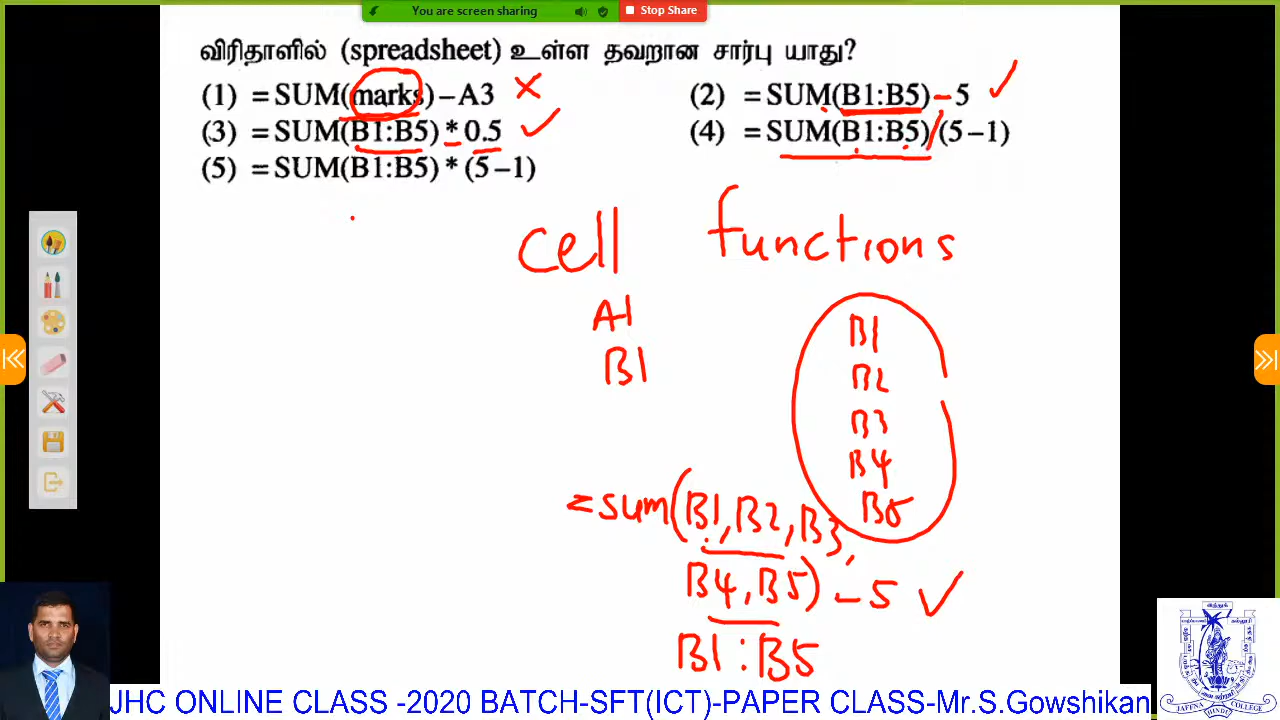 You are screen sharing
Stop Share
விரிதாளில் (spreadsheet) உள்ள தவறான சார்பு யாது?
(1) =SUM(marks)–A3
(2) =SUM(B1:B5)–5
(3) =SUM(B1:B5)*0.5
(4) =SUM(B1:B5)/(5–1)
(5) =SUM(B1:B5)*(5–1)
cell functions
A1
B1
B1
B2
B3
B4
B5
=sum(B1,B2,B3,
B4,B5)–5
B1:B5
JHC ONLINE CLASS -2020 BATCH-SFT(ICT)-PAPER CLASS-Mr.S.Gowshikan